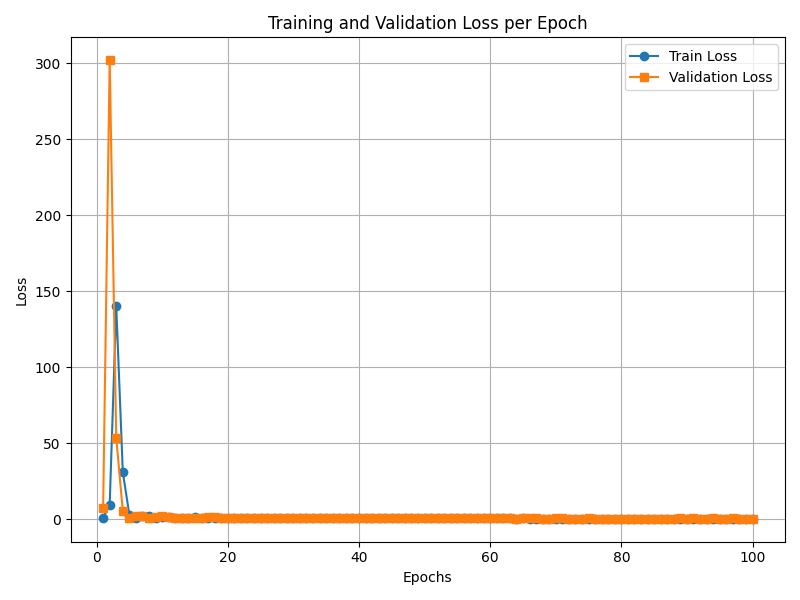 Training and Validation Loss per Epoch
Train Loss
Validation Loss
300
250
200
150
100
50
0
Loss
0 20 40 60 80 100
Epochs